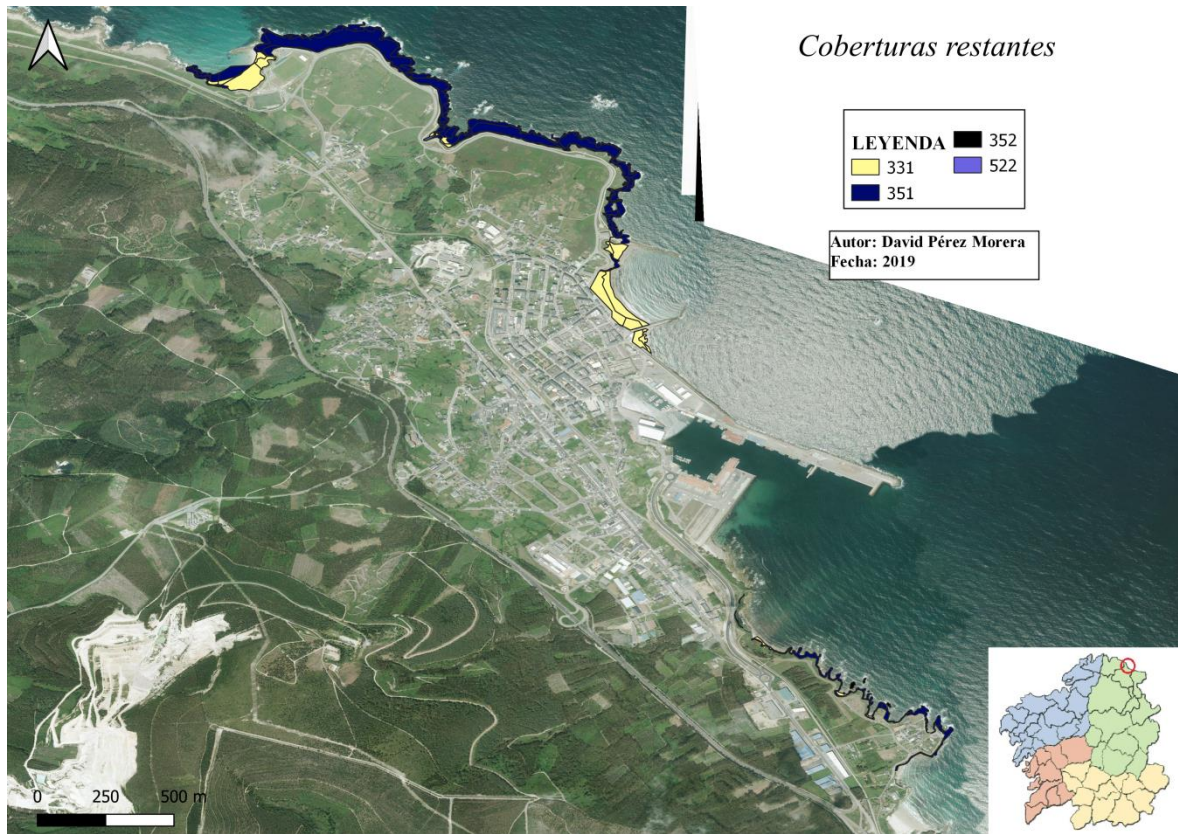 Coberturas restantes
LEYENDA
331
351
352
522
Autor: David Pérez Morera
Fecha: 2019
0 250 500 m